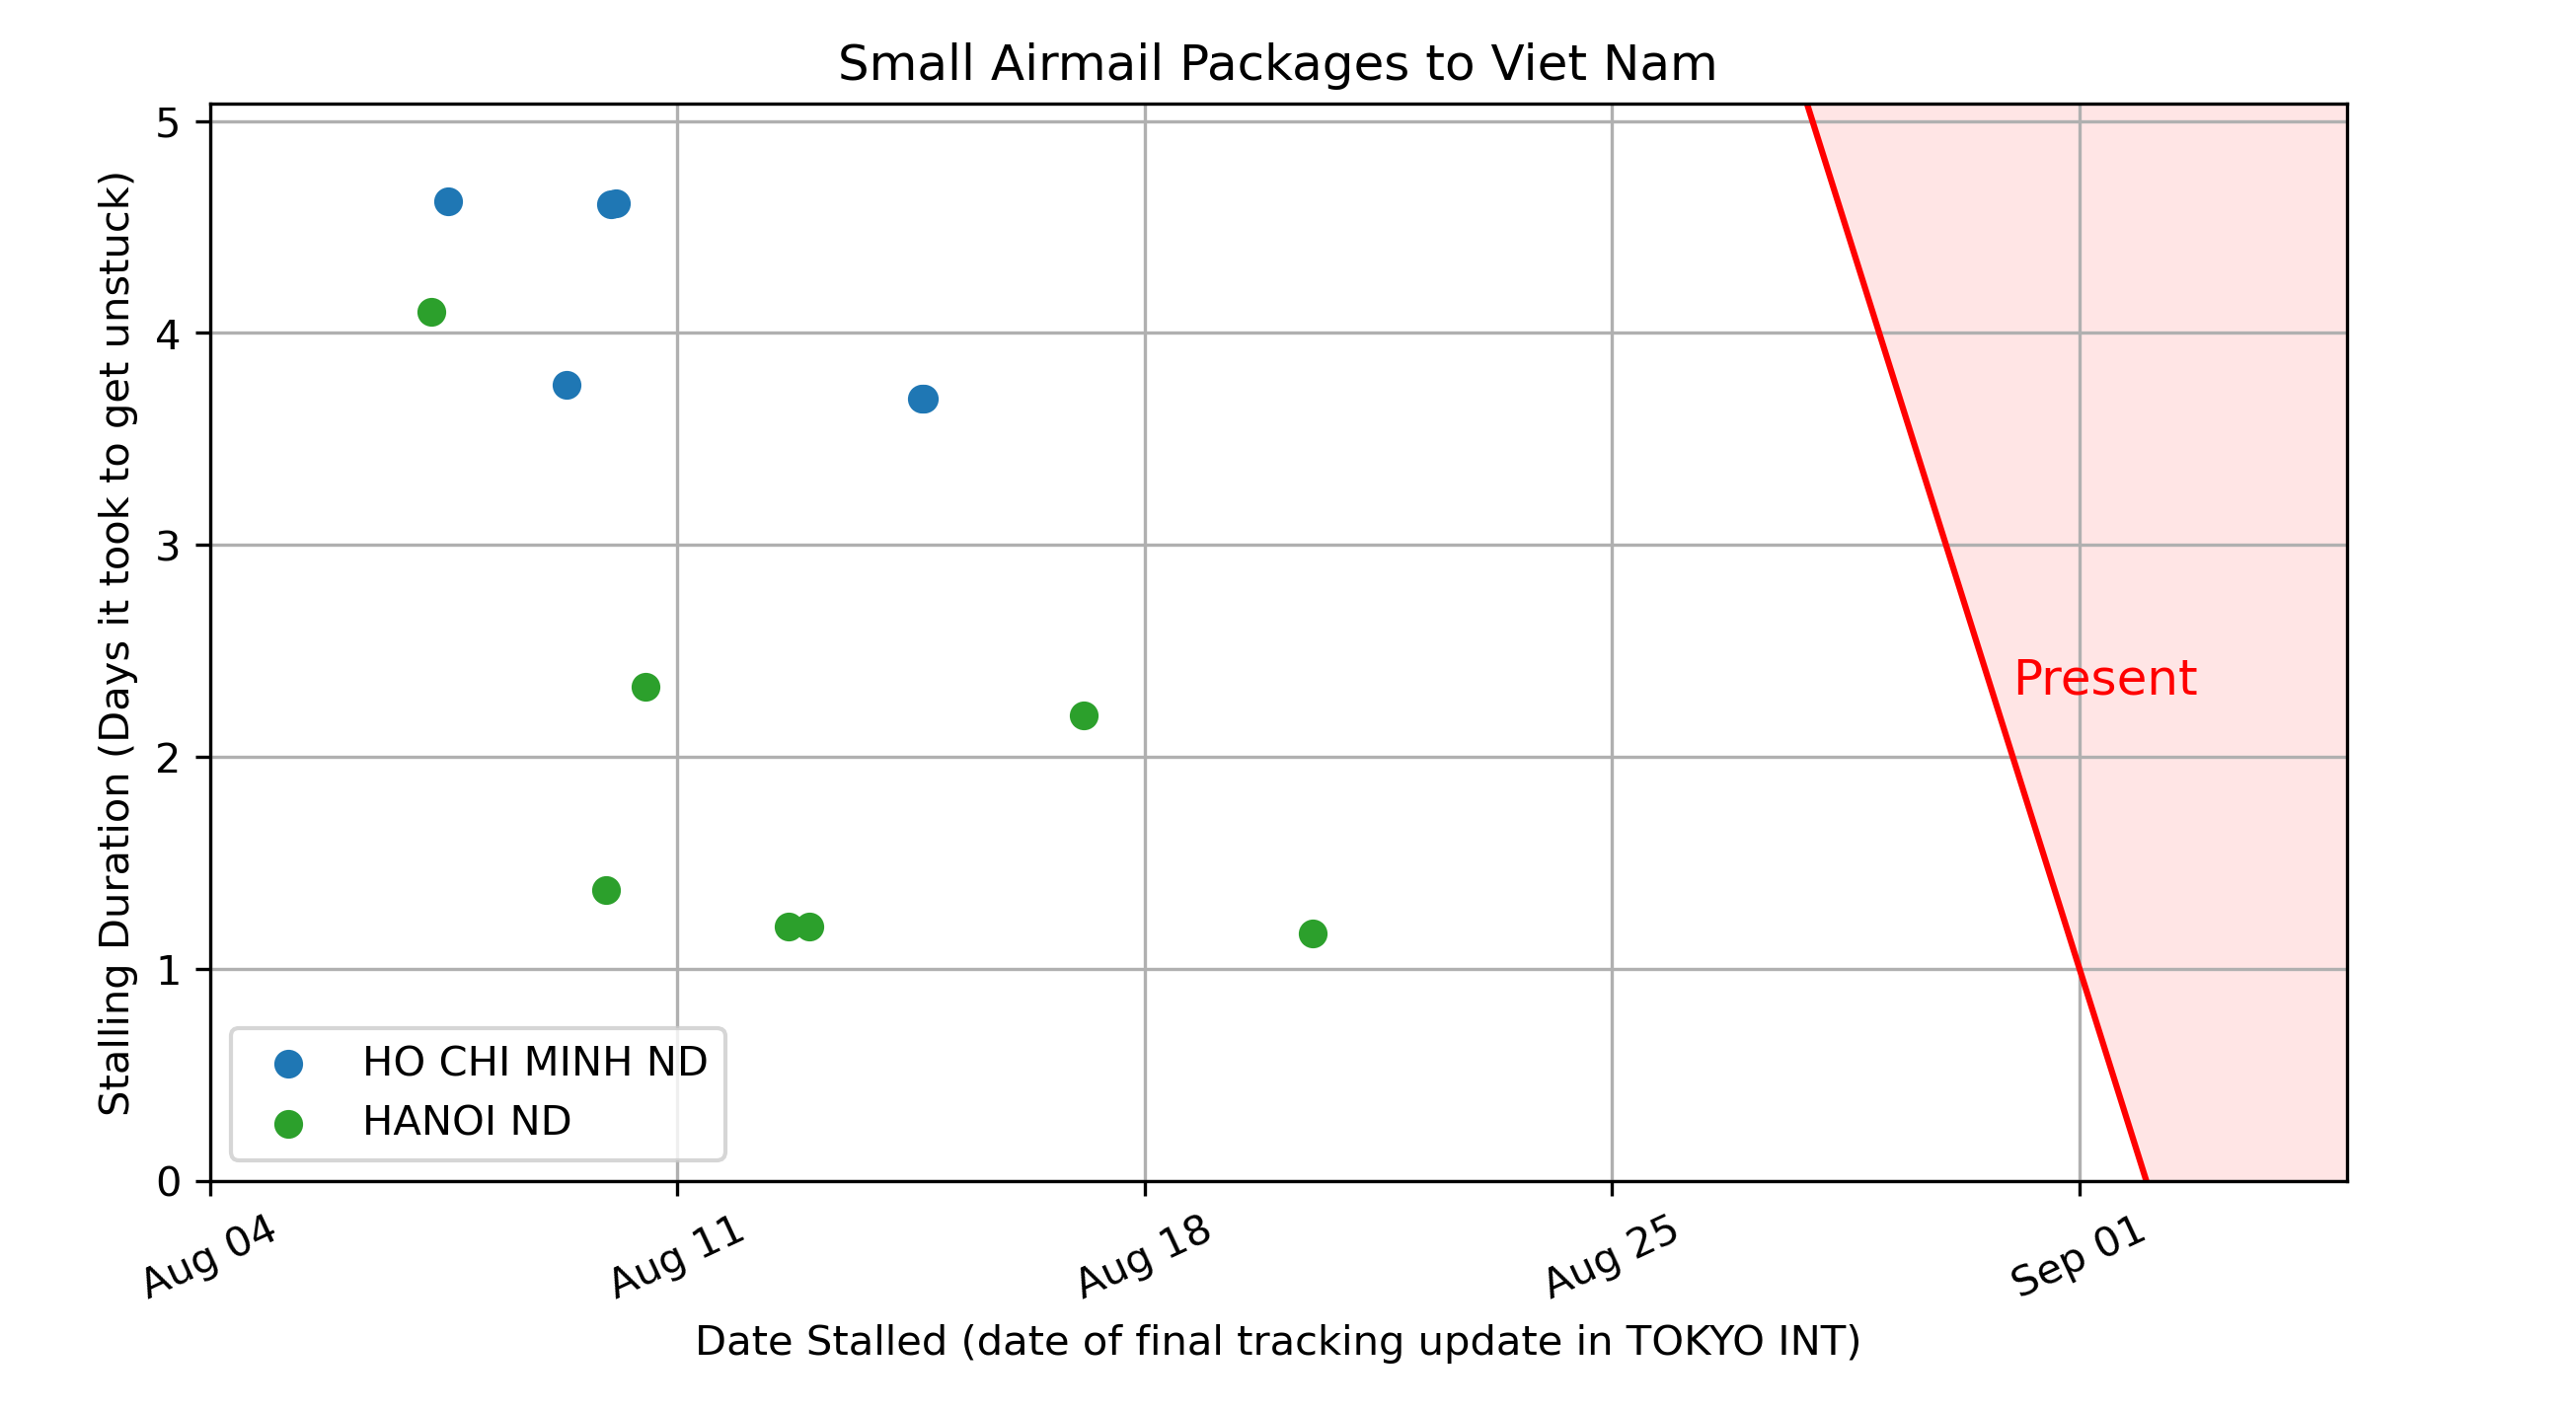 Small Airmail Packages to Viet Nam
Stalling Duration (Days it took to get unstuck)
5
4
3
2
1
0
Present
HO CHI MINH ND
HANOI ND
Aug 04
Aug 11
Aug 18
Aug 25
Sep 01
Date Stalled (date of final tracking update in TOKYO INT)